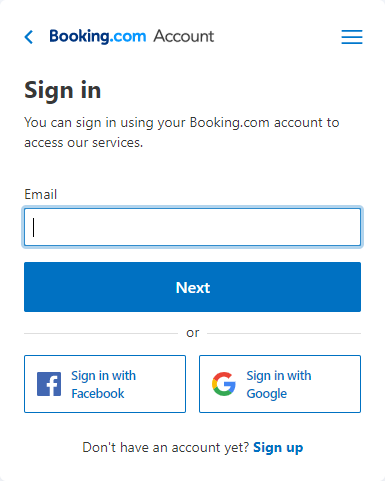 Booking.com Account
Sign in
You can sign in using your Booking.com account to
access our services.
Email
Next
or
Sign in with
Facebook
Sign in with
Google
Don't have an account yet? Sign up